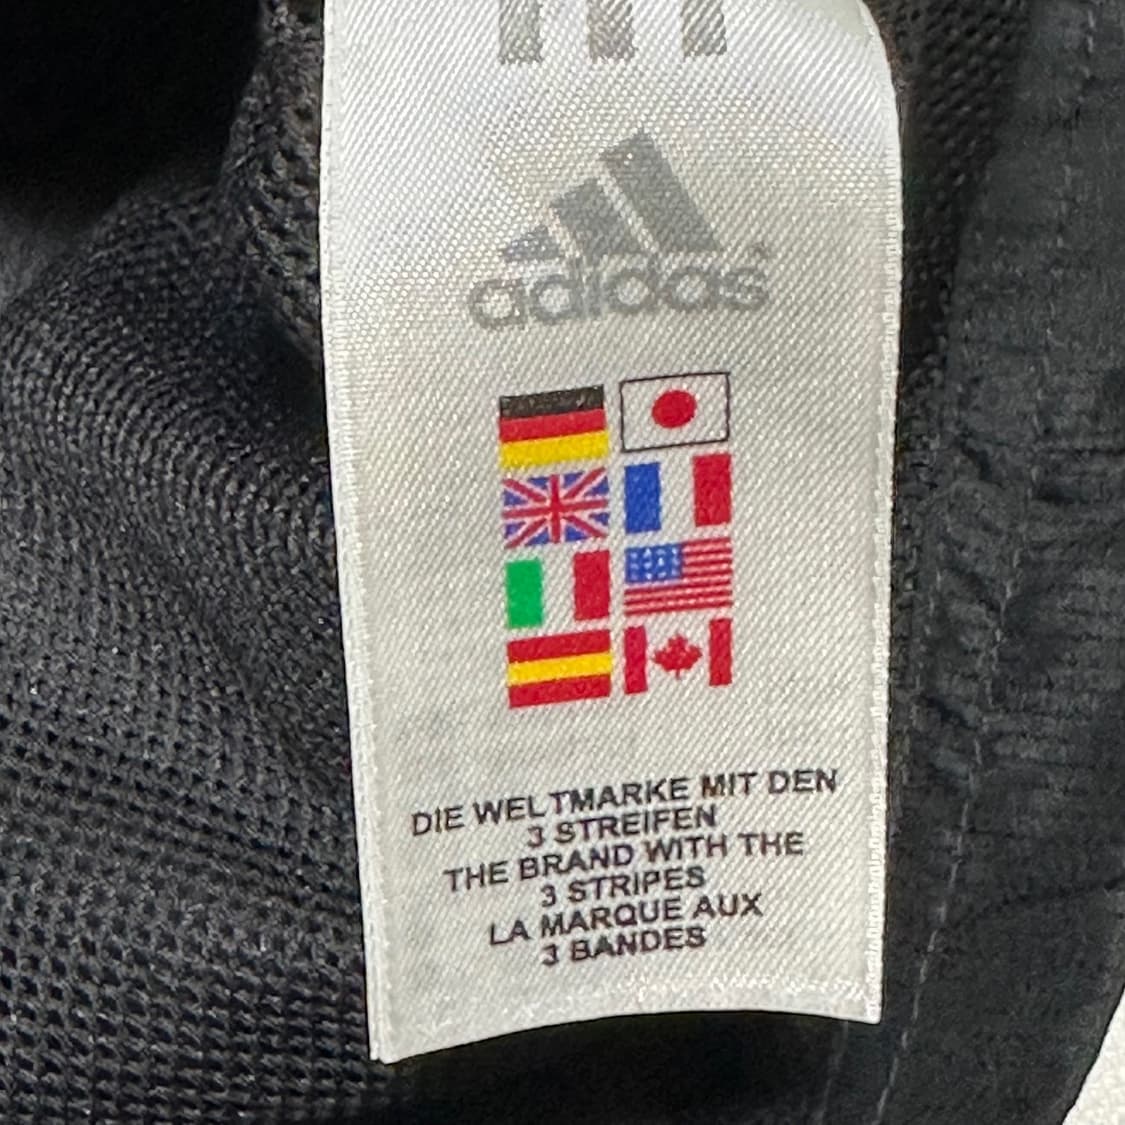 adidas
DIE WELTMARKE MIT DEN
3 STREIFEN
THE BRAND WITH THE
3 STRIPES
LA MARQUE AUX
3 BANDES